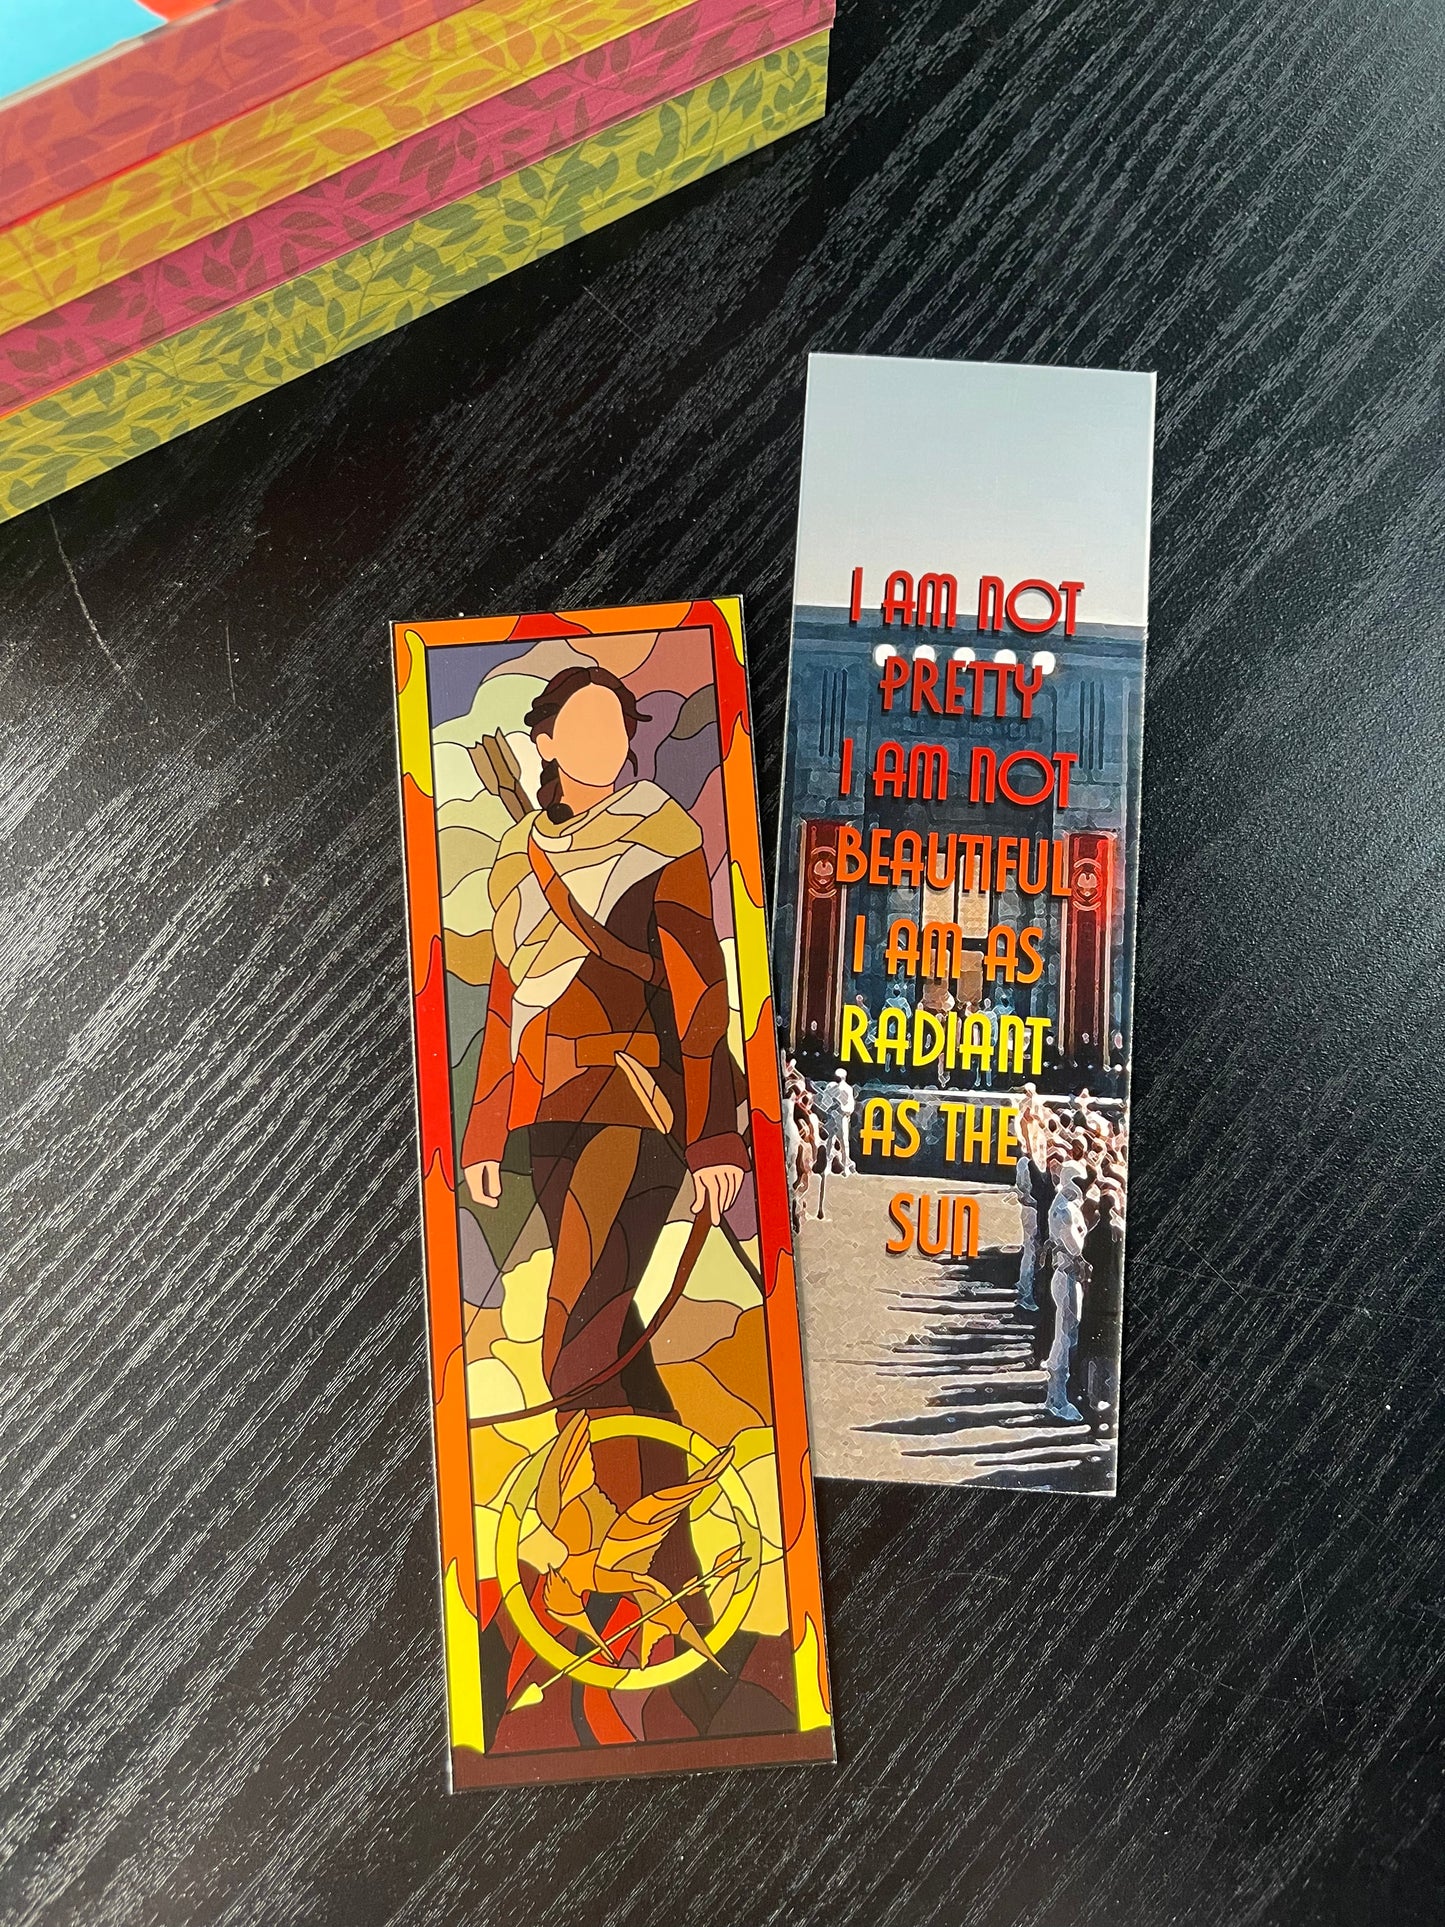 I AM NOT
PRETTY
I AM NOT
BEAUTIFUL
I AM AS
RADIANT
AS THE
SUN